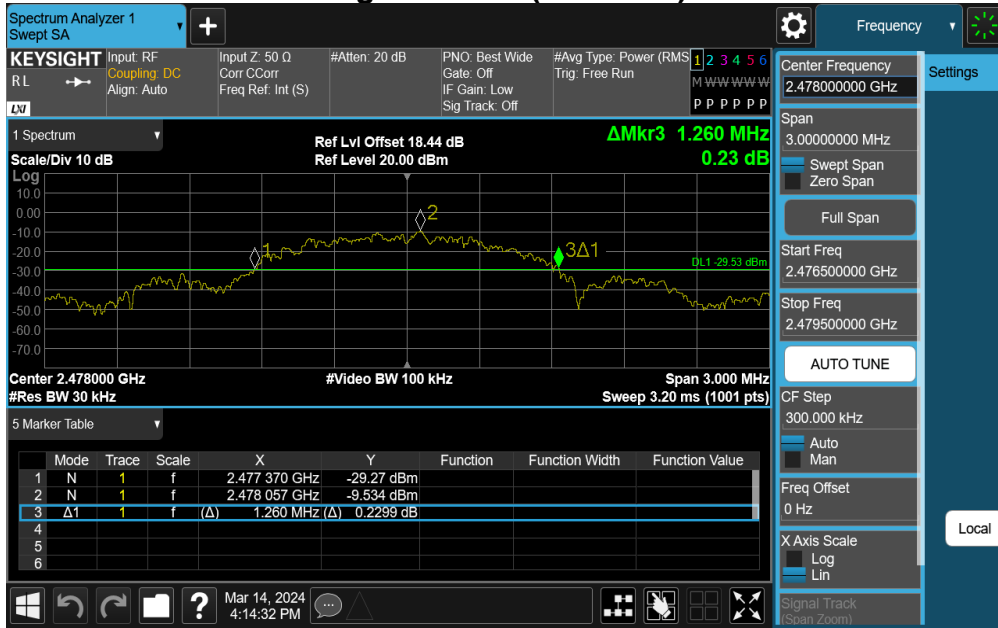 Spectrum Analyzer 1
Swept SA
+
Frequency
KEYSIGHT
R L
LXI
Input: RF
Coupling: DC
Align: Auto
Input Z: 50 Ω
Corr CCorr
Freq Ref: Int (S)
#Atten: 20 dB
PNO: Best Wide
Gate: Off
IF Gain: Low
Sig Track: Off
#Avg Type: Power (RMS
Trig: Free Run
1 2 3 4 5 6
M W W W W W
P P P P P P
1 Spectrum
Scale/Div 10 dB
Ref Lvl Offset 18.44 dB
Ref Level 20.00 dBm
ΔMkr3 1.260 MHz
0.23 dB
Log
10.0
0.00
-10.0
-20.0
-30.0
-40.0
-50.0
-60.0
-70.0
1
2
3Δ1
DL1 -29.53 dBm
Center 2.478000 GHz
#Video BW 100 kHz
Span 3.000 MHz
#Res BW 30 kHz
Sweep 3.20 ms (1001 pts)
5 Marker Table
Mode Trace Scale X Y Function Function Width Function Value
1 N 1 f 2.477 370 GHz -29.27 dBm
2 N 1 f 2.478 057 GHz -9.534 dBm
3 Δ1 1 f (Δ) 1.260 MHz (Δ) 0.2299 dB
4
5
6
?
Mar 14, 2024
4:14:32 PM
Center Frequency
2.478000000 GHz
Settings
Span
3.00000000 MHz
Swept Span
Zero Span
Full Span
Start Freq
2.476500000 GHz
Stop Freq
2.479500000 GHz
AUTO TUNE
CF Step
300.000 kHz
Auto
Man
Freq Offset
0 Hz
Local
X Axis Scale
Log
Lin
Signal Track
(Span Zoom)